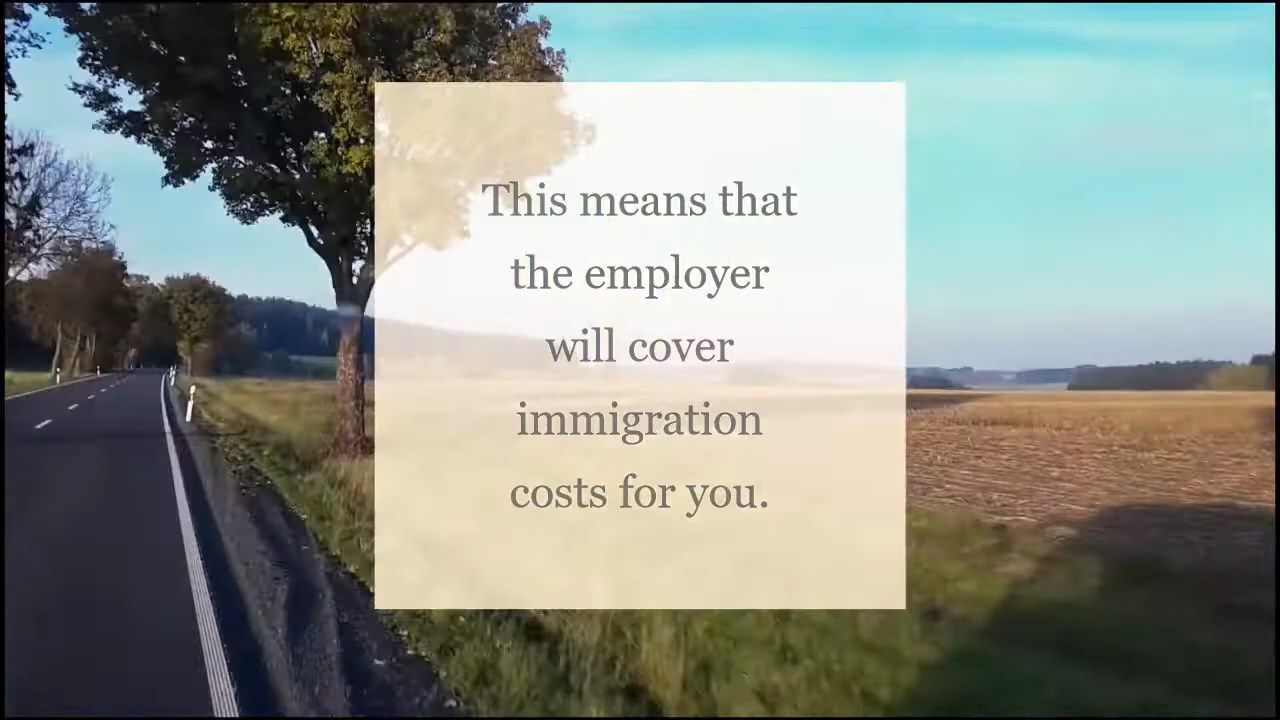 This means that
the employer
will cover
immigration
costs for you.